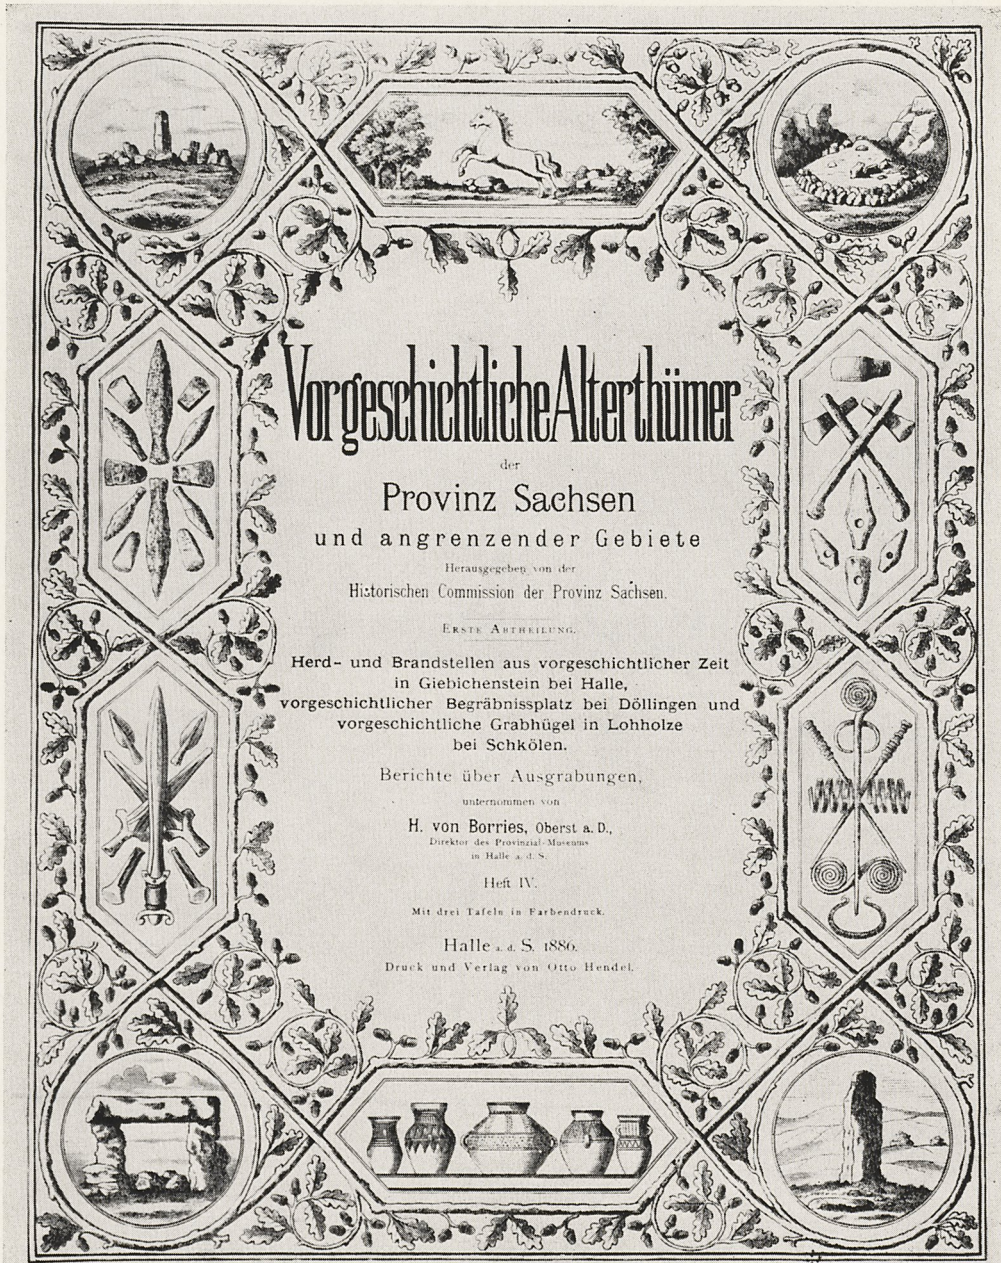 Vorgeschichtliche Alterthümer
der
Provinz Sachsen
und angrenzender Gebiete
Herausgegeben von der
Historischen Commission der Provinz Sachsen.
ERSTE ABTHEILUNG.
Herd- und Brandstellen aus vorgeschichtlicher Zeit
in Giebichenstein bei Halle,
vorgeschichtlicher Begräbnissplatz bei Döllingen und
vorgeschichtliche Grabhügel in Lohholze
bei Schkölen.
Berichte über Ausgrabungen,
unternommen von
H. von Borries, Oberst a. D.,
Direktor des Provinzial-Museums
in Halle a. d. S.
Heft IV.
Mit drei Tafeln in Farbendruck.
Halle a. d. S. 1886.
Druck und Verlag von Otto Hendel.